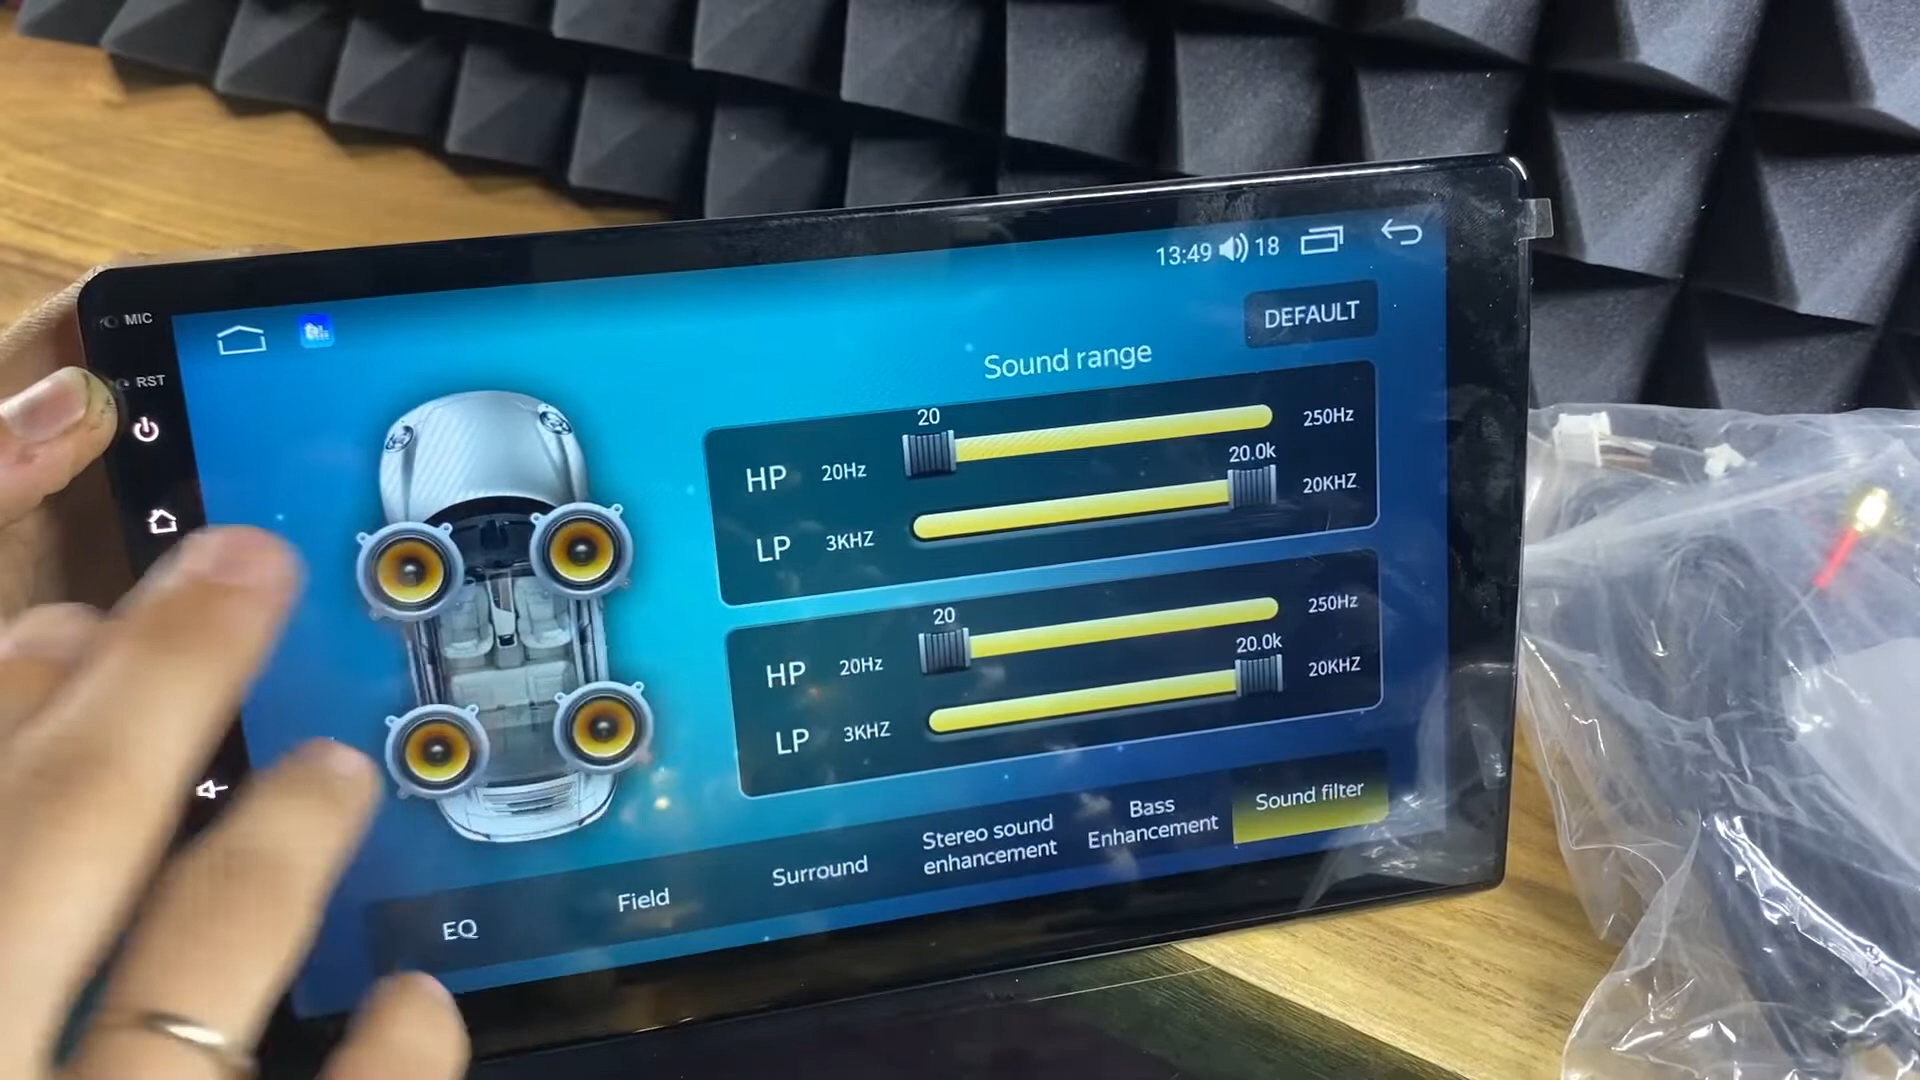 13:49 18
MIC
RST
DEFAULT
Sound range
20
HP 20Hz 250Hz
20.0k
LP 3KHZ 20KHZ
20
HP 20Hz 250Hz
20.0k
LP 3KHZ 20KHZ
EQ
Field
Surround
Stereo sound
enhancement
Bass
Enhancement
Sound filter